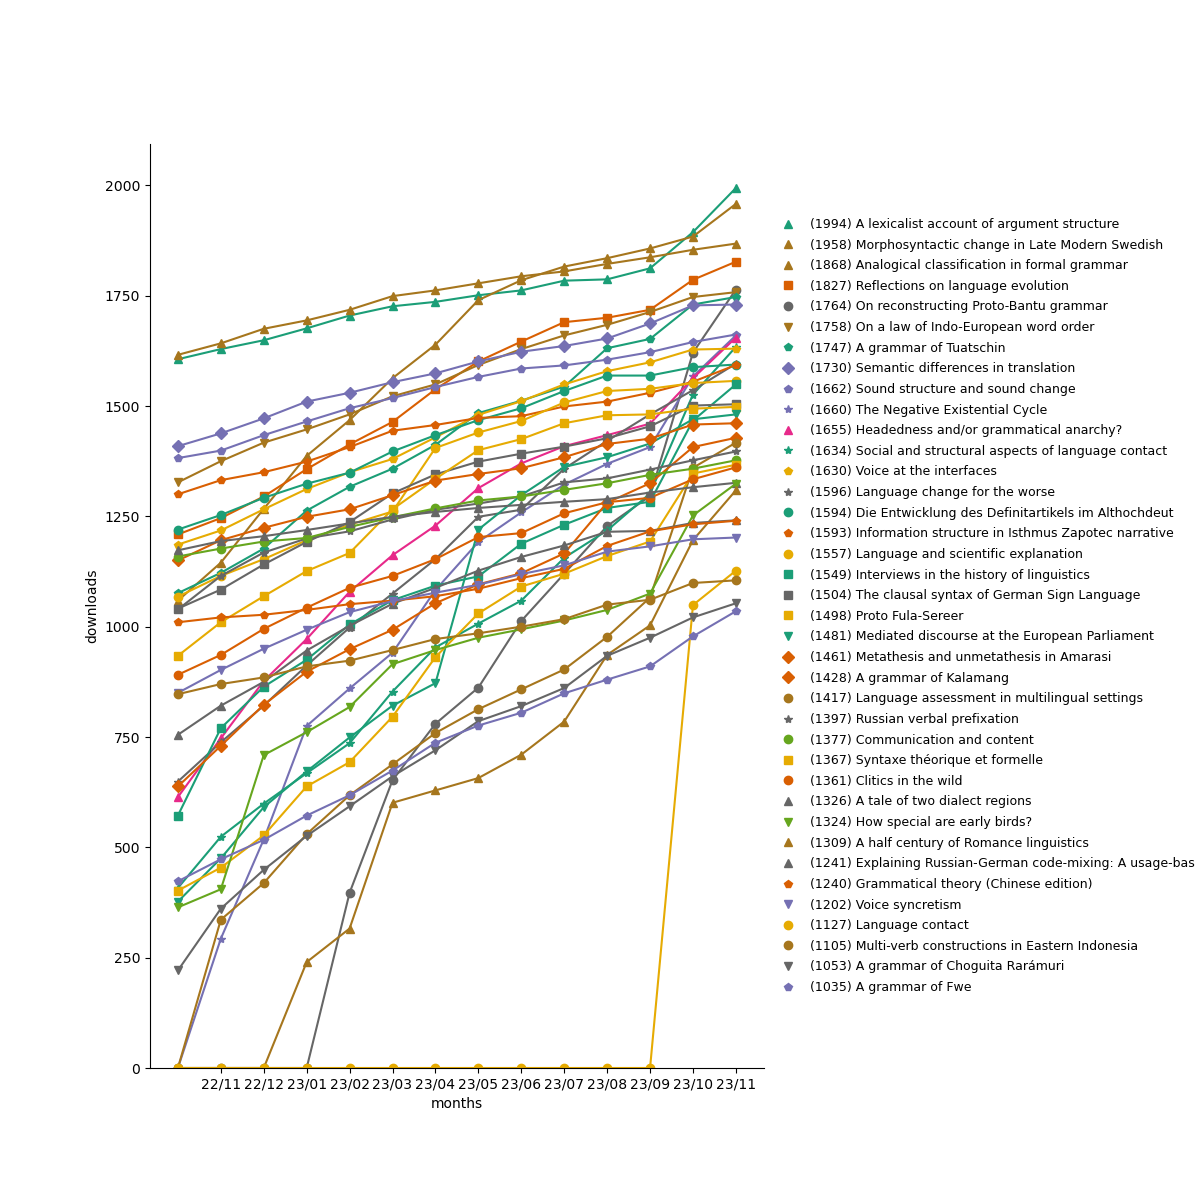 2000
1750
1500
1250
1000
750
500
250
0
downloads
22/11 22/12 23/01 23/02 23/03 23/04 23/05 23/06 23/07 23/08 23/09 23/10 23/11
months
(1994) A lexicalist account of argument structure
(1958) Morphosyntactic change in Late Modern Swedish
(1868) Analogical classification in formal grammar
(1827) Reflections on language evolution
(1764) On reconstructing Proto-Bantu grammar
(1758) On a law of Indo-European word order
(1747) A grammar of Tuatschin
(1730) Semantic differences in translation
(1662) Sound structure and sound change
(1660) The Negative Existential Cycle
(1655) Headedness and/or grammatical anarchy?
(1634) Social and structural aspects of language contact
(1630) Voice at the interfaces
(1596) Language change for the worse
(1594) Die Entwicklung des Definitartikels im Althochdeut
(1593) Information structure in Isthmus Zapotec narrative
(1557) Language and scientific explanation
(1549) Interviews in the history of linguistics
(1504) The clausal syntax of German Sign Language
(1498) Proto Fula-Sereer
(1481) Mediated discourse at the European Parliament
(1461) Metathesis and unmetathesis in Amarasi
(1428) A grammar of Kalamang
(1417) Language assessment in multilingual settings
(1397) Russian verbal prefixation
(1377) Communication and content
(1367) Syntaxe théorique et formelle
(1361) Clitics in the wild
(1326) A tale of two dialect regions
(1324) How special are early birds?
(1309) A half century of Romance linguistics
(1241) Explaining Russian-German code-mixing: A usage-bas
(1240) Grammatical theory (Chinese edition)
(1202) Voice syncretism
(1127) Language contact
(1105) Multi-verb constructions in Eastern Indonesia
(1053) A grammar of Choguita Rarámuri
(1035) A grammar of Fwe